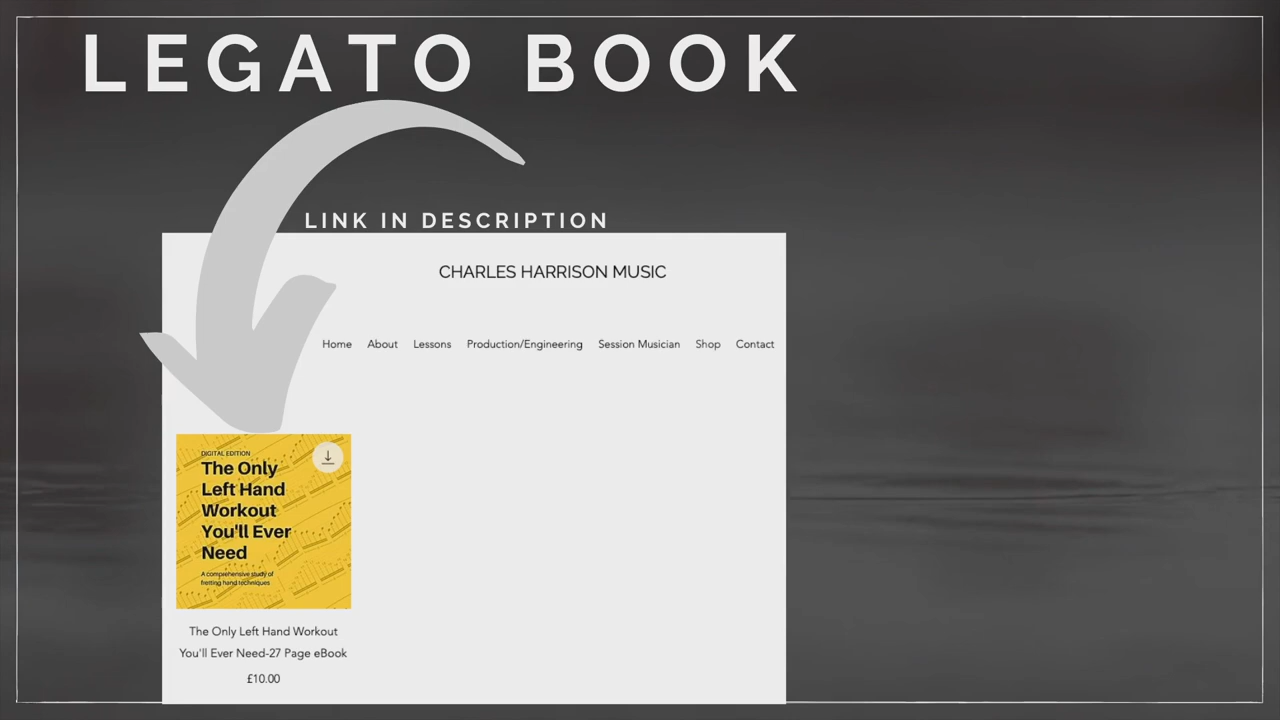 LEGATO BOOK
LINK IN DESCRIPTION
CHARLES HARRISON MUSIC
Home About Lessons Production/Engineering Session Musician Shop Contact
DIGITAL EDITION
The Only
Left Hand
Workout
You'll Ever
Need
A comprehensive study of
fretting hand techniques
The Only Left Hand Workout
You'll Ever Need-27 Page eBook
£10.00